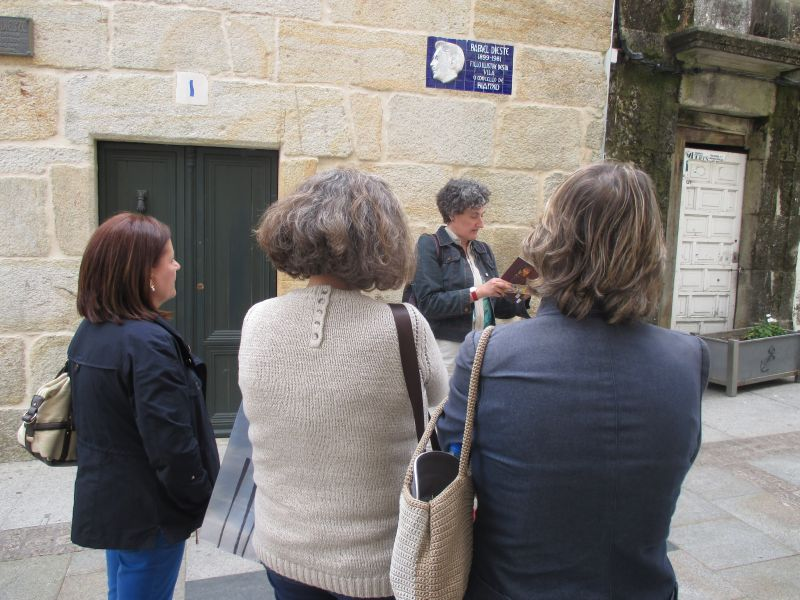 RAFAEL DIESTE
1899-1981
FILLO ILUSTRE DESTA
VILA
O CONCELLO DE
RIANXO
1